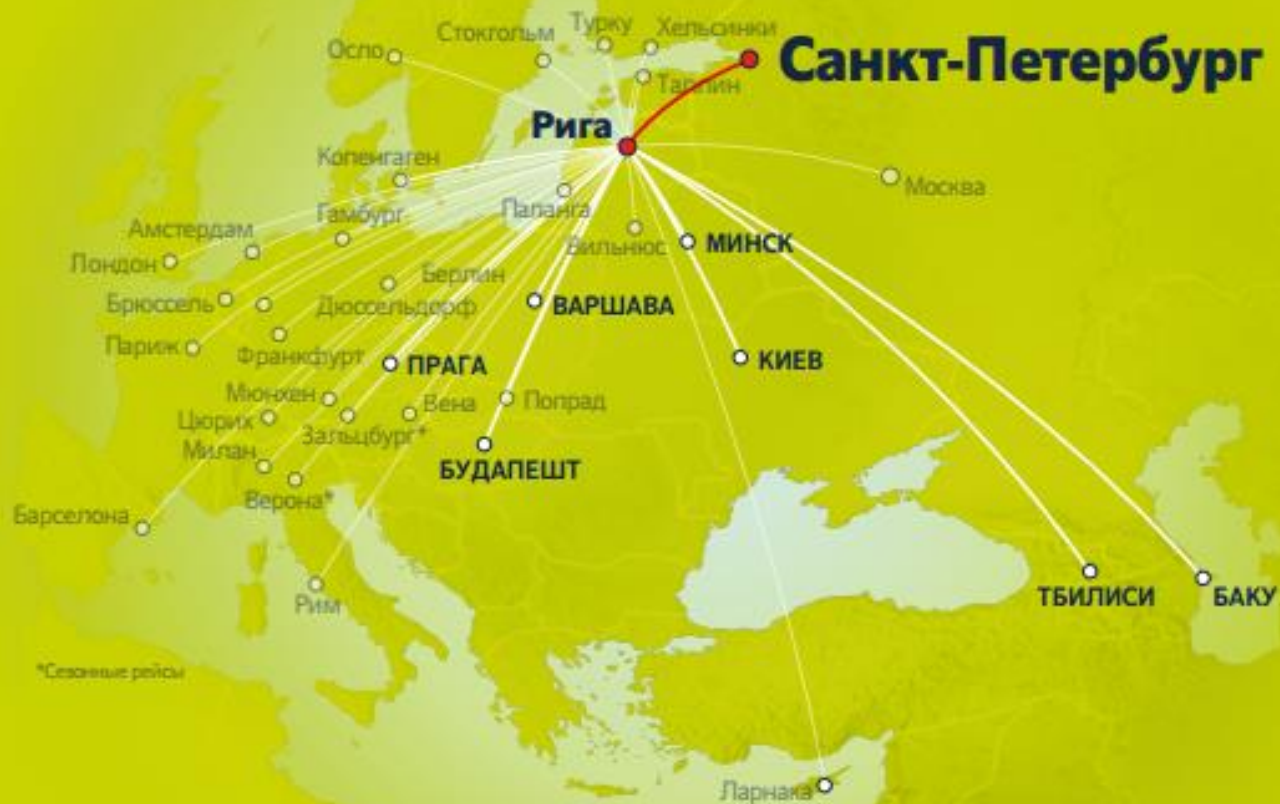 Турку
Хельсинки
Стокгольм
Осло
Санкт-Петербург
Таллин
Рига
Копенгаген
Москва
Паланга
Гамбург
Амстердам
Вильнюс
МИНСК
Лондон
Берлин
Брюссель
Дюссельдорф
ВАРШАВА
Париж
Франкфурт
ПРАГА
КИЕВ
Мюнхен
Вена
Попрад
Цюрих
Зальцбург*
Милан
БУДАПЕШТ
Верона*
Барселона
Рим
ТБИЛИСИ
БАКУ
*Сезонные рейсы
Ларнака